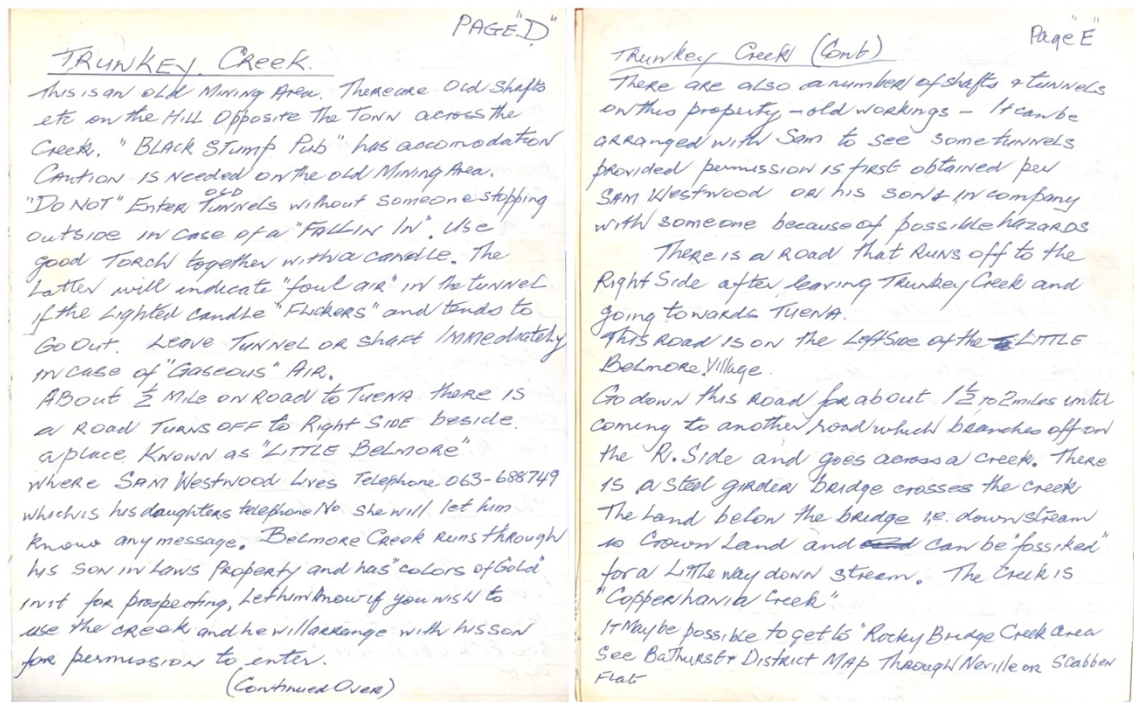 PAGE "D"
TRUNKEY CREEK.
This is an old Mining Area. There are old shafts
etc on the Hill Opposite the Town across the
Creek. "BLACK Stump Pub" has accomodation
CAUTION is Needed on the old Mining Area.
"DO NOT" Enter OLD Tunnels without someone stopping
outside in case of a "FALLIN IN". Use
good TORCH together with a candle. The
Latter will indicate "foul air" in the tunnel
if the Lighted candle "Flickers" and tends to
Go Out. Leave Tunnel or Shaft Immediately
in case of "Gaseous" Air.
About ½ Mile on Road to Tuena there is
a Road Turns off to Right Side beside
a place Known as "LITTLE BELMORE"
where SAM Westwood Lives Telephone 063-688749
which is his daughters telephone No. she will let him
know any message. Belmore Creek Runs through
his Son in Laws Property and has "colors of Gold"
in it for prospecting, Let him know if you wish to
use the creek and he will arrange with his son
for permission to enter.
(Continued Over)
Page "E"
Trunkey Creek (Cont)
There are also a number of shafts & tunnels
on this property - old workings - It can be
arranged with Sam to see some tunnels
provided permission is first obtained per
SAM Westwood or his son & in company
with someone because of possible hazards
There is a Road that Runs off to the
Right Side after leaving Trunkey Creek and
going towards TUENA.
This Road is on the Left Side of the LITTLE
Belmore Village.
Go down this Road for about 1½ to 2 miles until
coming to another road which branches off on
the R. Side and goes across a creek. There
is a steel girder bridge crosses the creek
The Land below the bridge i.e. down stream
is Crown Land and can be "fossiked"
for a Little way down stream. The Creek is
"Copperhania Creek"
It May be possible to get to "Rocky Bridge Creek area
See Bathurst & District Map Through Neville or Scabben
Flat